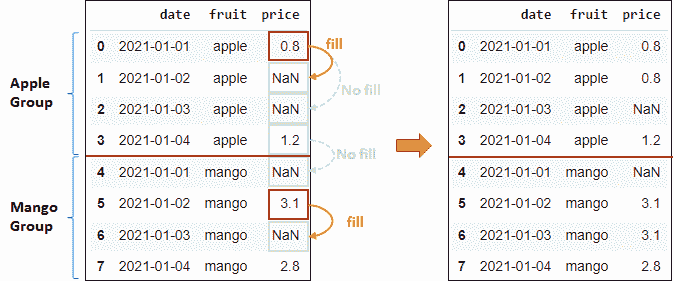 date fruit price
0 2021-01-01 apple 0.8
1 2021-01-02 apple NaN
2 2021-01-03 apple NaN
3 2021-01-04 apple 1.2
4 2021-01-01 mango NaN
5 2021-01-02 mango 3.1
6 2021-01-03 mango NaN
7 2021-01-04 mango 2.8
Apple
Group
Mango
Group
fill
No fill
No fill
fill
date fruit price
0 2021-01-01 apple 0.8
1 2021-01-02 apple 0.8
2 2021-01-03 apple NaN
3 2021-01-04 apple 1.2
4 2021-01-01 mango NaN
5 2021-01-02 mango 3.1
6 2021-01-03 mango 3.1
7 2021-01-04 mango 2.8